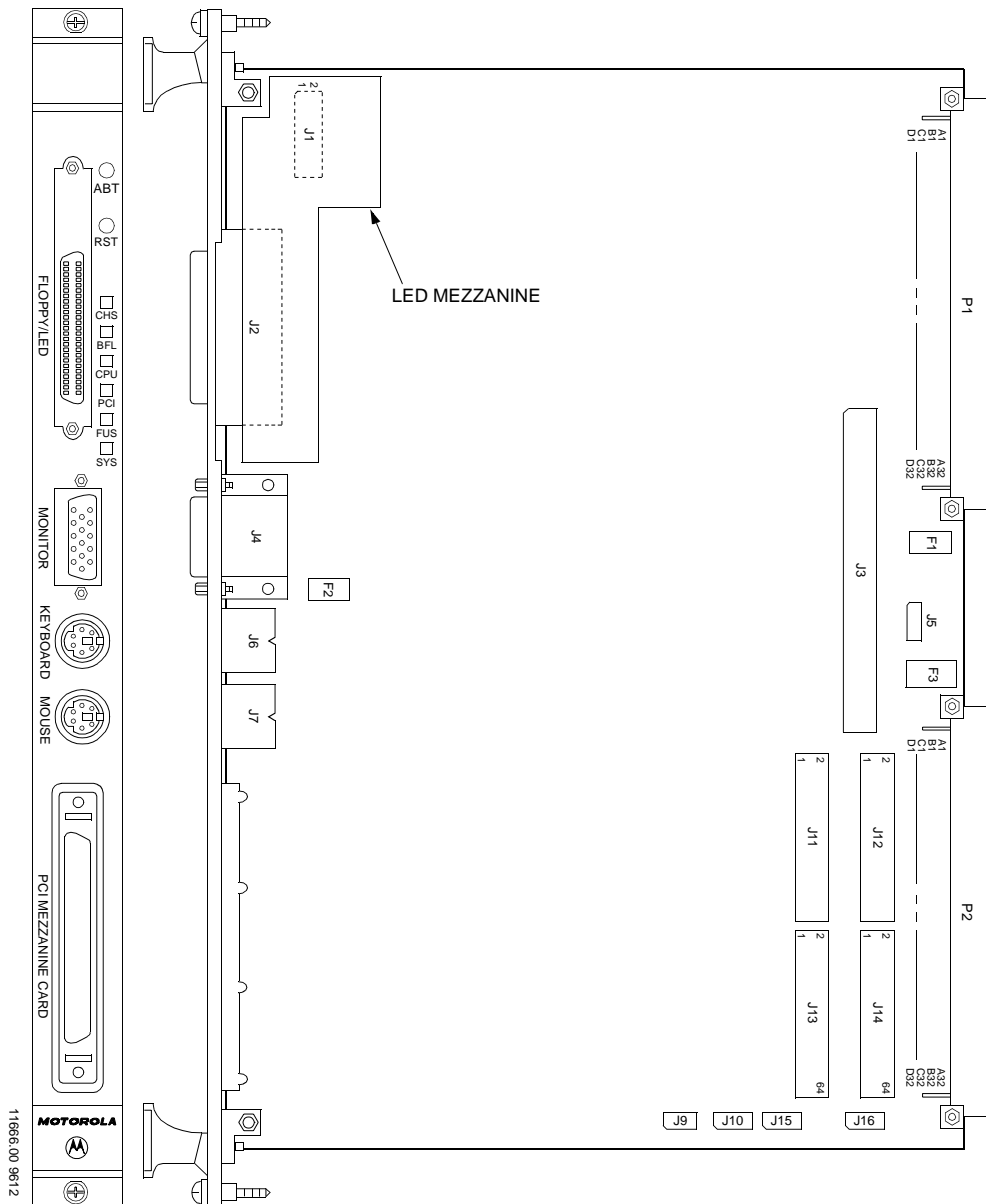 ABT
RST
CHS
BFL
CPU
PCI
FUS
SYS
FLOPPY/LED
MONITOR
KEYBOARD
MOUSE
PCI MEZZANINE CARD
MOTOROLA
11666.00 9612
2
1
J1
J2
LED MEZZANINE
J4
F2
J6
J7
A1
B1
C1
D1
P1
A32
B32
C32
D32
F1
J3
J5
F3
A1
B1
C1
D1
P2
2
1
J11
2
1
J12
2
1
J13
64
2
1
J14
64
A32
B32
C32
D32
J9
J10
J15
J16